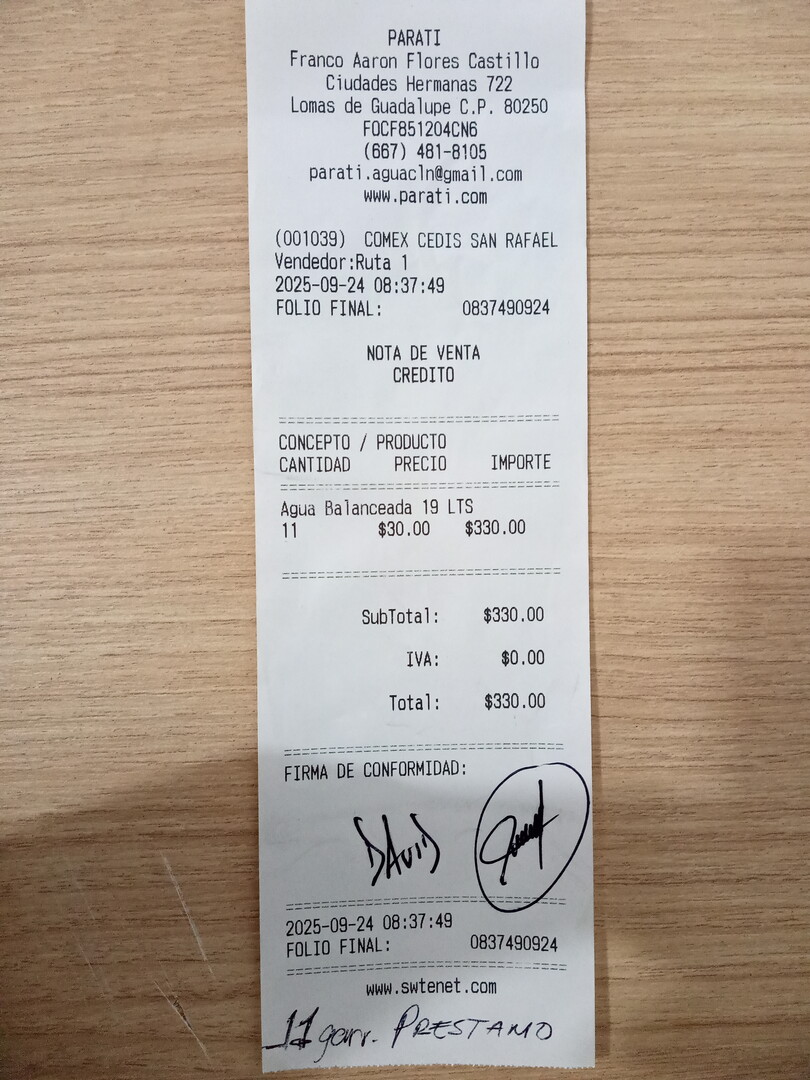 PARATI
Franco Aaron Flores Castillo
Ciudades Hermanas 722
Lomas de Guadalupe C.P. 80250
FOCF851204CN6
(667) 481-8105
parati.aguacln@gmail.com
www.parati.com
(001039) COMEX CEDIS SAN RAFAEL
Vendedor:Ruta 1
2025-09-24 08:37:49
FOLIO FINAL: 0837490924
NOTA DE VENTA
CREDITO
CONCEPTO / PRODUCTO
CANTIDAD PRECIO IMPORTE
Agua Balanceada 19 LTS
11 $30.00 $330.00
SubTotal: $330.00
IVA: $0.00
Total: $330.00
FIRMA DE CONFORMIDAD:
DAVID
2025-09-24 08:37:49
FOLIO FINAL: 0837490924
www.swtenet.com
11 garr. PRESTAMO